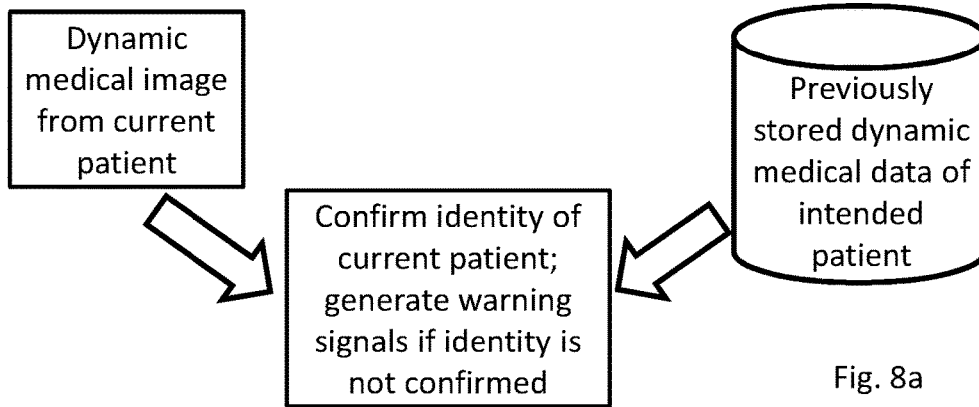 Dynamic
medical image
from current
patient
Previously
stored dynamic
medical data of
intended
patient
Confirm identity of
current patient;
generate warning
signals if identity is
not confirmed
Fig. 8a